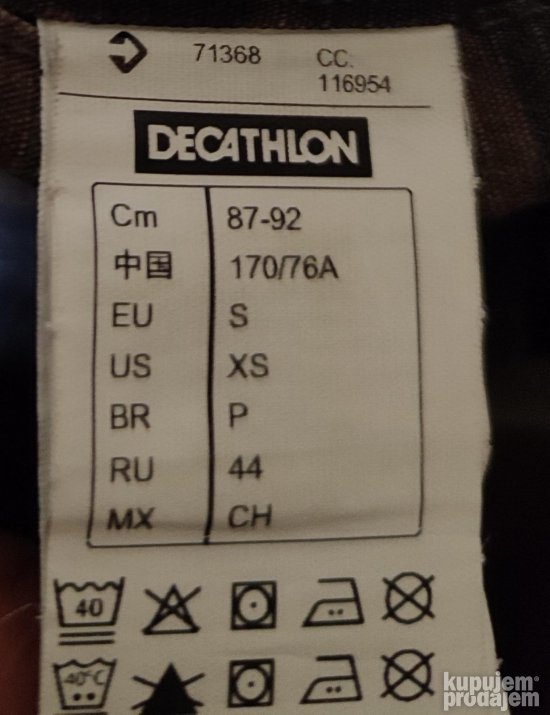 71368 CC:
116954
DECATHLON
Cm 87-92
中国 170/76A
EU S
US XS
BR P
RU 44
MX CH
40
40°C
kupujem
prodajem